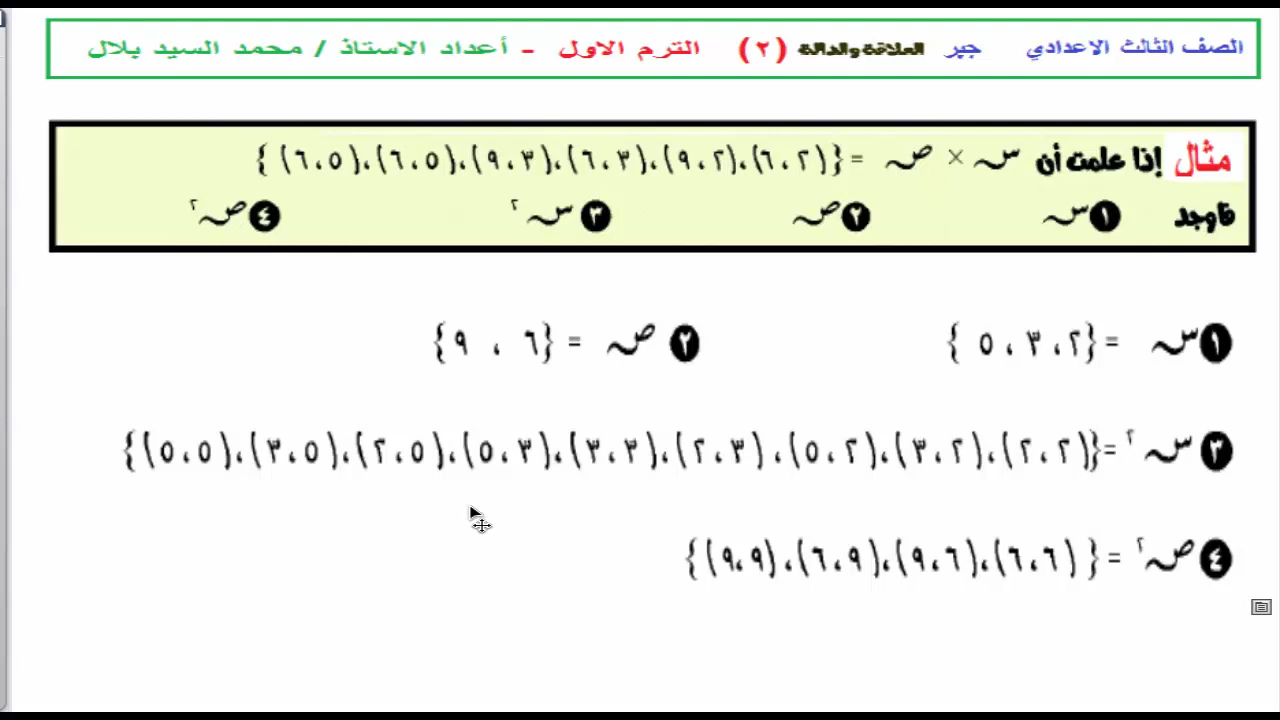 الصف الثالث الاعدادي جبر العلاقة والدالة (٢) الترم الاول - أعداد الاستاذ / محمد السيد بلال
مثال إذا علمت أن س × ص = {(٢،٦)،(٢،٩)،(٣،٦)،(٣،٩)،(٥،٦)،(٥،٦)}
فاوجد ١ س ٢ ص ٣ س٢ ٤ ص٢
١ س = {٢،٣،٥} ٢ ص = {٦،٩}
٣ س٢ = {(٢،٢)،(٢،٣)،(٢،٥)،(٣،٢)،(٣،٣)،(٣،٥)،(٥،٢)،(٥،٣)،(٥،٥)}
٤ ص٢ = {(٦،٦)،(٦،٩)،(٩،٦)،(٩،٩)}